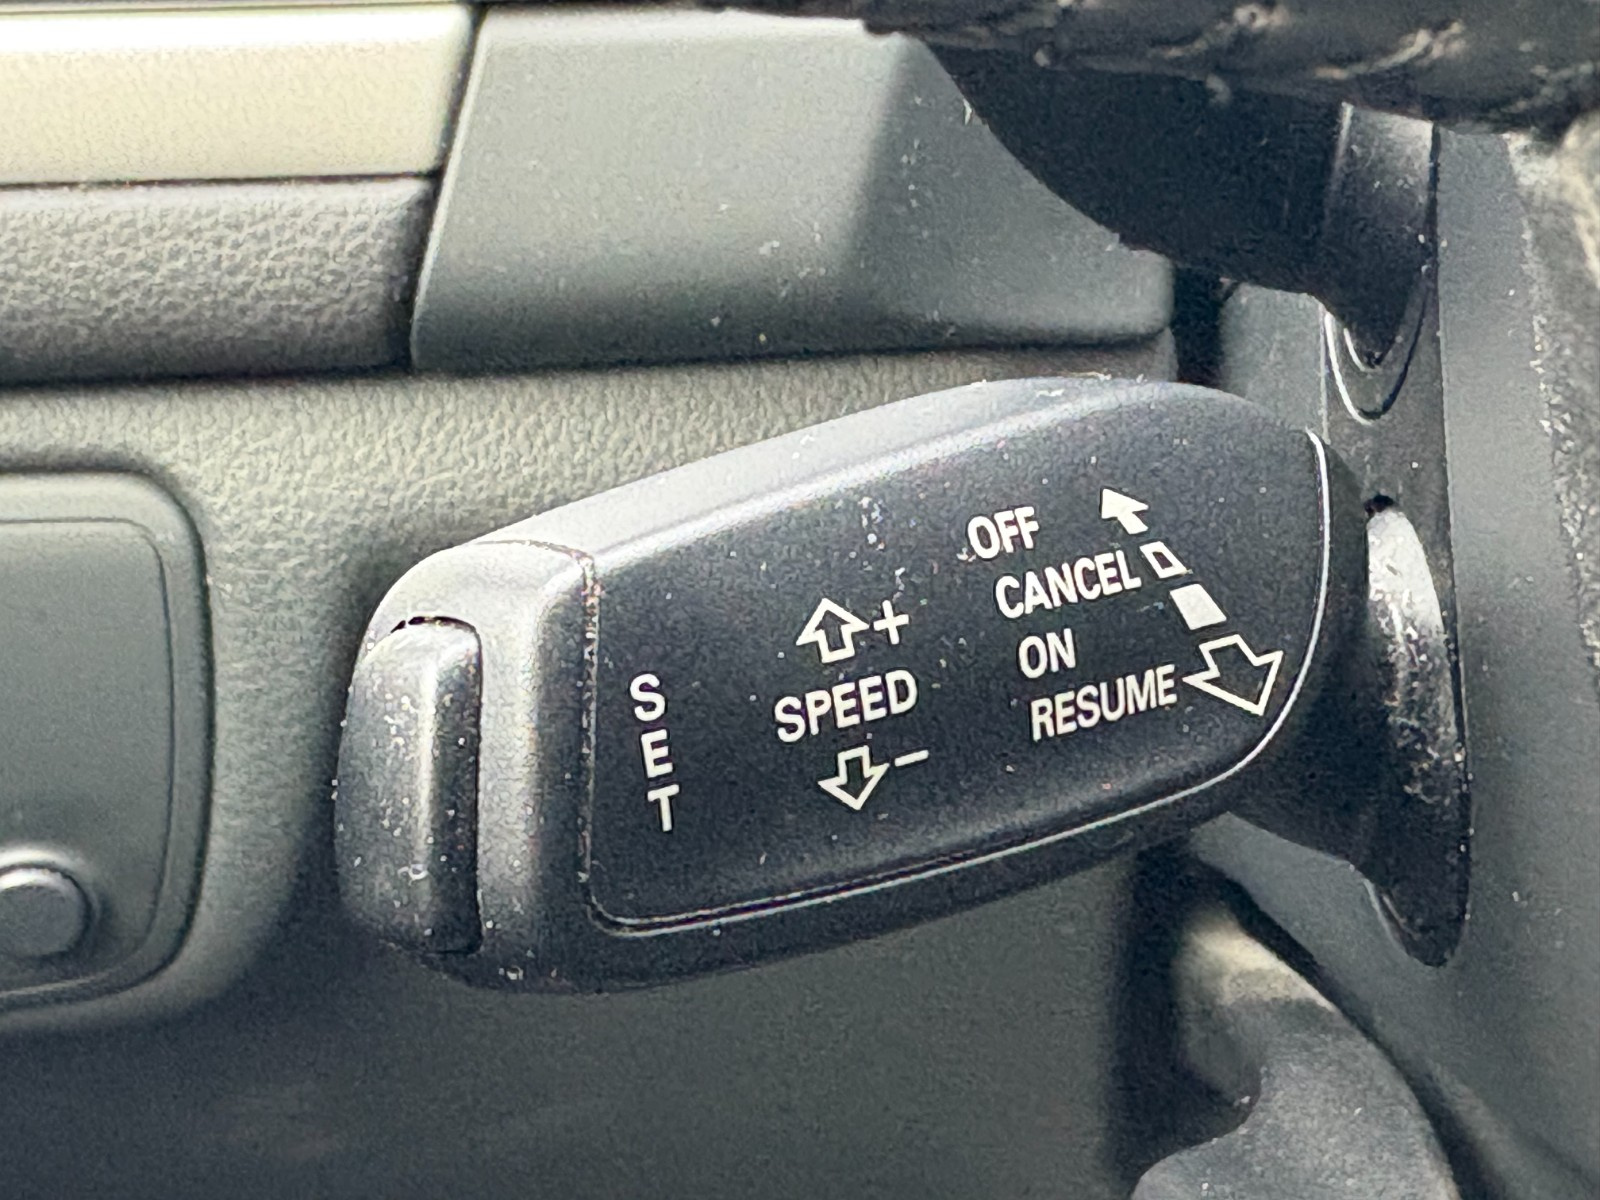 SET
+
SPEED
-
OFF
CANCEL
ON
RESUME